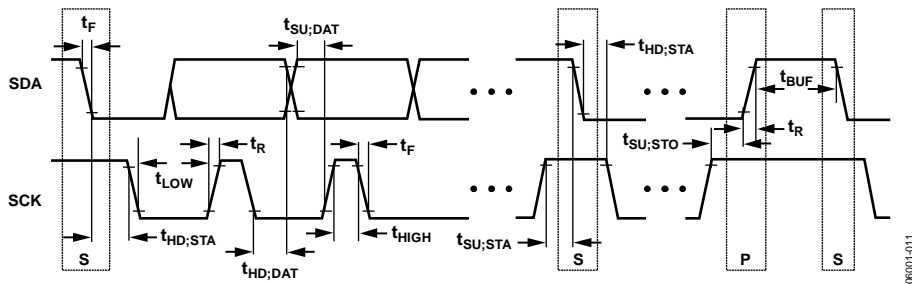 tF
tSU;DAT
tHD;STA
SDA
tBUF
tR
tF
tSU;STO
tR
tLOW
SCK
tHD;STA
tHD;DAT
tHIGH
tSU;STA
S
S
P
S
06001-011